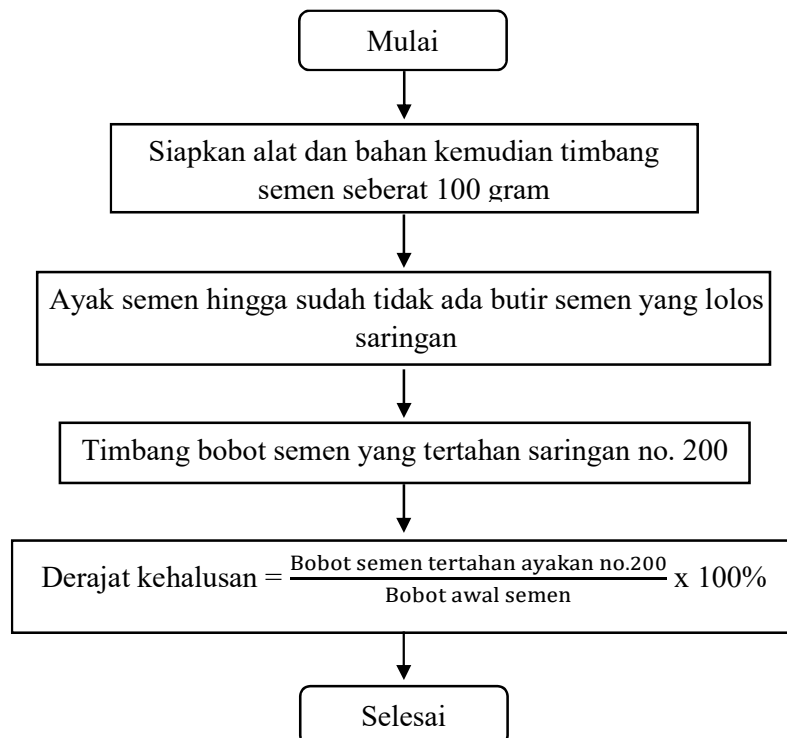 Mulai
Siapkan alat dan bahan kemudian timbang
semen seberat 100 gram
Ayak semen hingga sudah tidak ada butir semen yang lolos
saringan
Timbang bobot semen yang tertahan saringan no. 200
Derajat kehalusan = Bobot semen tertahan ayakan no.200 / Bobot awal semen x 100%
Selesai